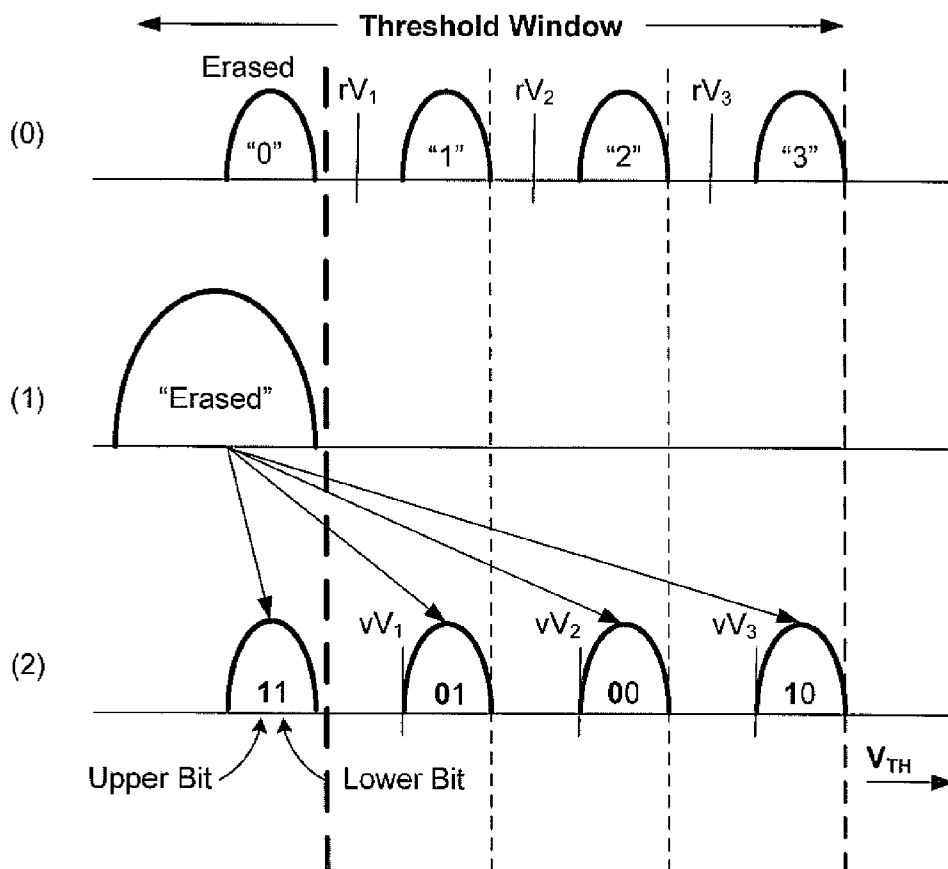 Threshold Window
Erased
rV1 rV2 rV3
(0) “0” “1” “2” “3”
(1) “Erased”
vV1 vV2 vV3
(2) 11 01 00 10
Upper Bit Lower Bit VTH